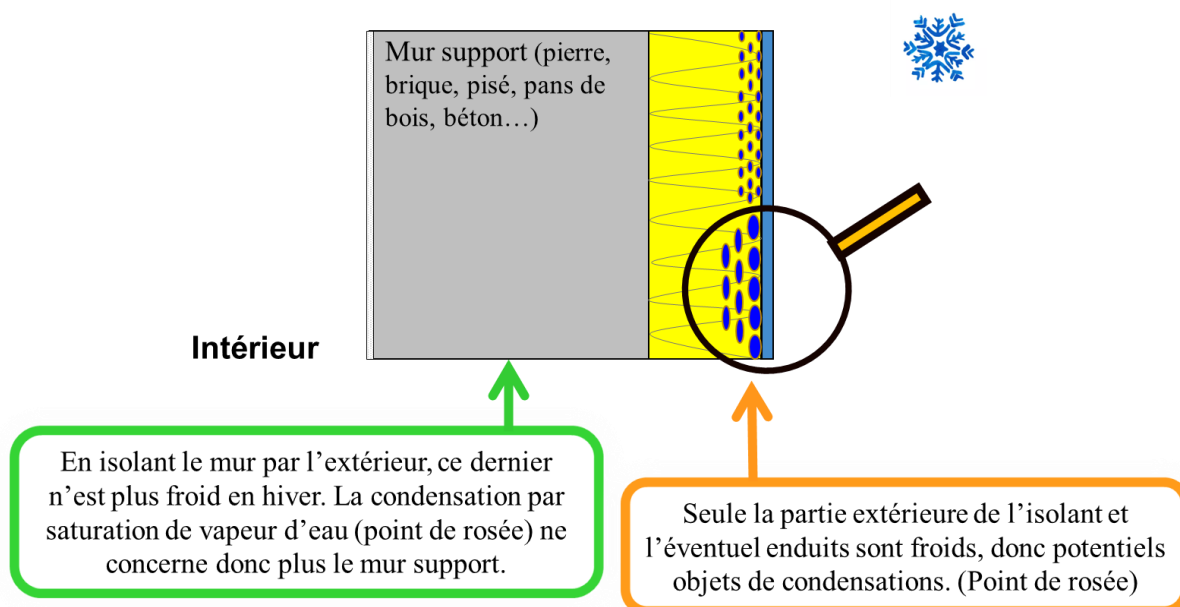 Mur support (pierre,
brique, pisé, pans de
bois, béton…)
Intérieur
En isolant le mur par l’extérieur, ce dernier
n’est plus froid en hiver. La condensation par
saturation de vapeur d’eau (point de rosée) ne
concerne donc plus le mur support.
Seule la partie extérieure de l’isolant et
l’éventuel enduits sont froids, donc potentiels
objets de condensations. (Point de rosée)